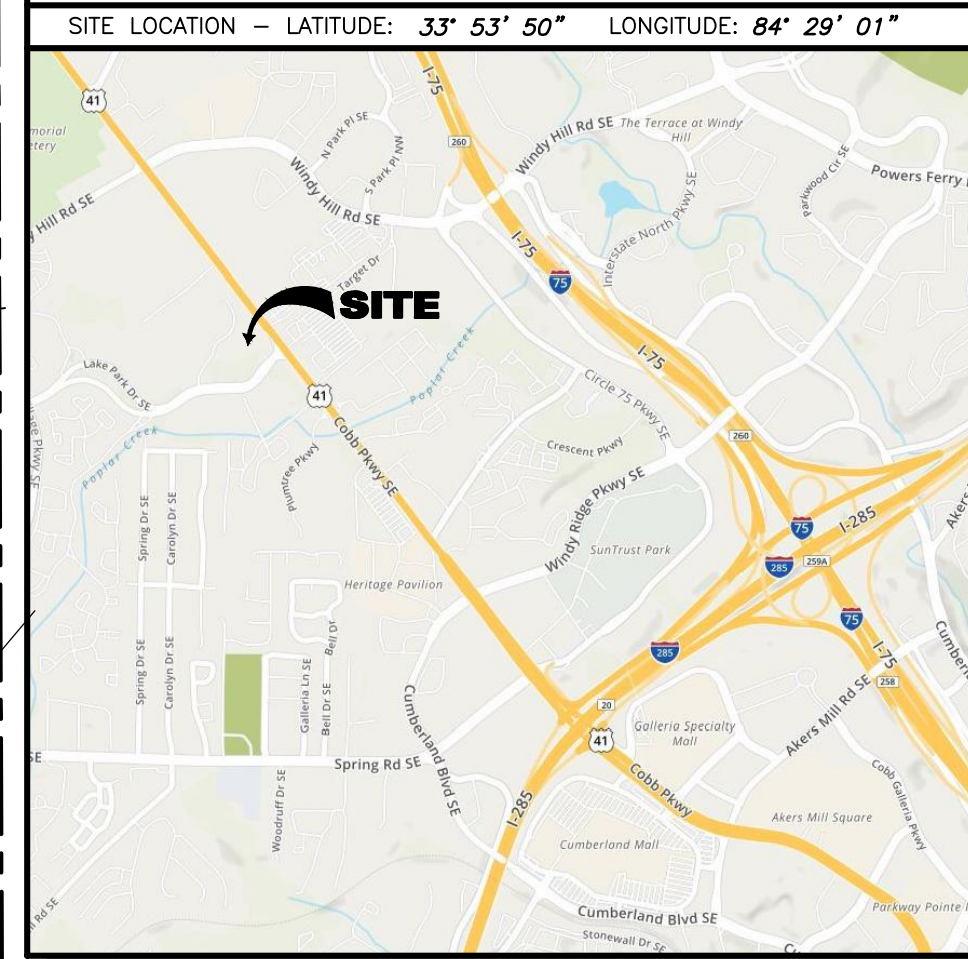 SITE LOCATION – LATITUDE: 33° 53' 50" LONGITUDE: 84° 29' 01"
41
I-75
260
Windy Hill Rd SE
The Terrace at Windy
Hill
N Park Pl SE
S Park Pl NW
Parkwood Cir SE
Powers Ferry
Windy Hill Rd SE
Hill Rd SE
Interstate North Pkwy SE
I-75
Target Dr
75
SITE
I-75
Lake Park Dr SE
Poplar Creek
41
Circle 75 Pkwy SE
Cobb Pkwy SE
Crescent Pkwy
260
Pkwy SE
Poplar Creek
Plumtree Pkwy
Windy Ridge Pkwy SE
Spring Dr SE
Carolyn Dr SE
SunTrust Park
75
I-285
Akers
285
259A
Heritage Pavilion
75
Bell Dr
285
I-75
Spring Dr SE
Carolyn Dr SE
Galleria Ln SE
Bell Dr SE
258
Cumberland Blvd SE
20
Akers Mill Rd SE
Galleria Specialty
Mall
41
SE
Spring Rd SE
Cobb Pkwy
Cobb Galleria Pkwy
Woodruff Dr SE
I-285
Akers Mill Square
Cumberland Mall
Rd SE
Cumberland Blvd SE
Parkway Pointe
Stonewall Dr SE